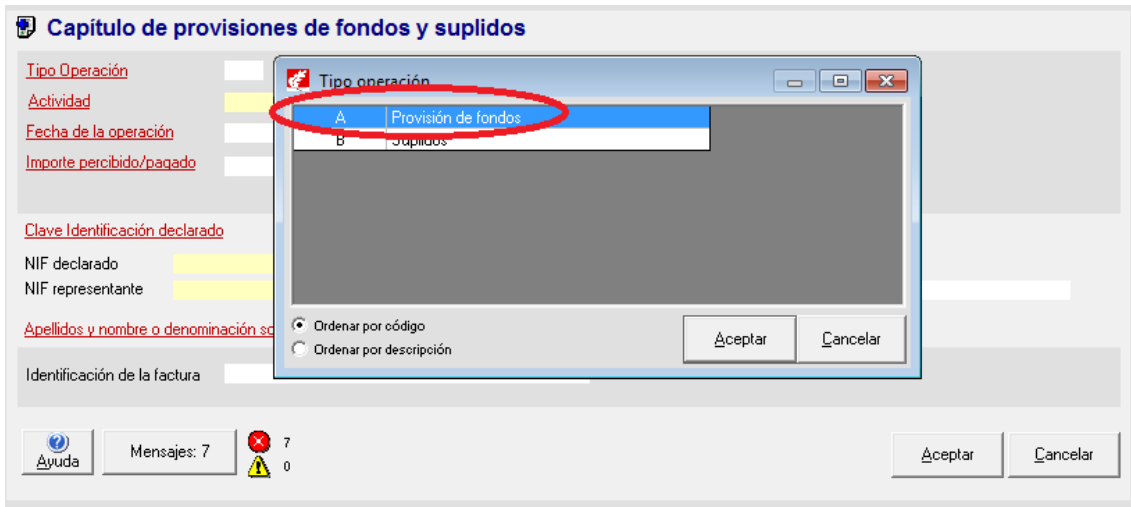 Capítulo de provisiones de fondos y suplidos
Tipo Operación
Tipo operación
Actividad
A Provisión de fondos
Fecha de la operación
B Suplidos
Importe percibido/pagado
Clave Identificación declarado
NIF declarado
NIF representante
Apellidos y nombre o denominación
Ordenar por código
Ordenar por descripción
Aceptar
Cancelar
Identificación de la factura
Ayuda
Mensajes: 7
7
0
Aceptar
Cancelar